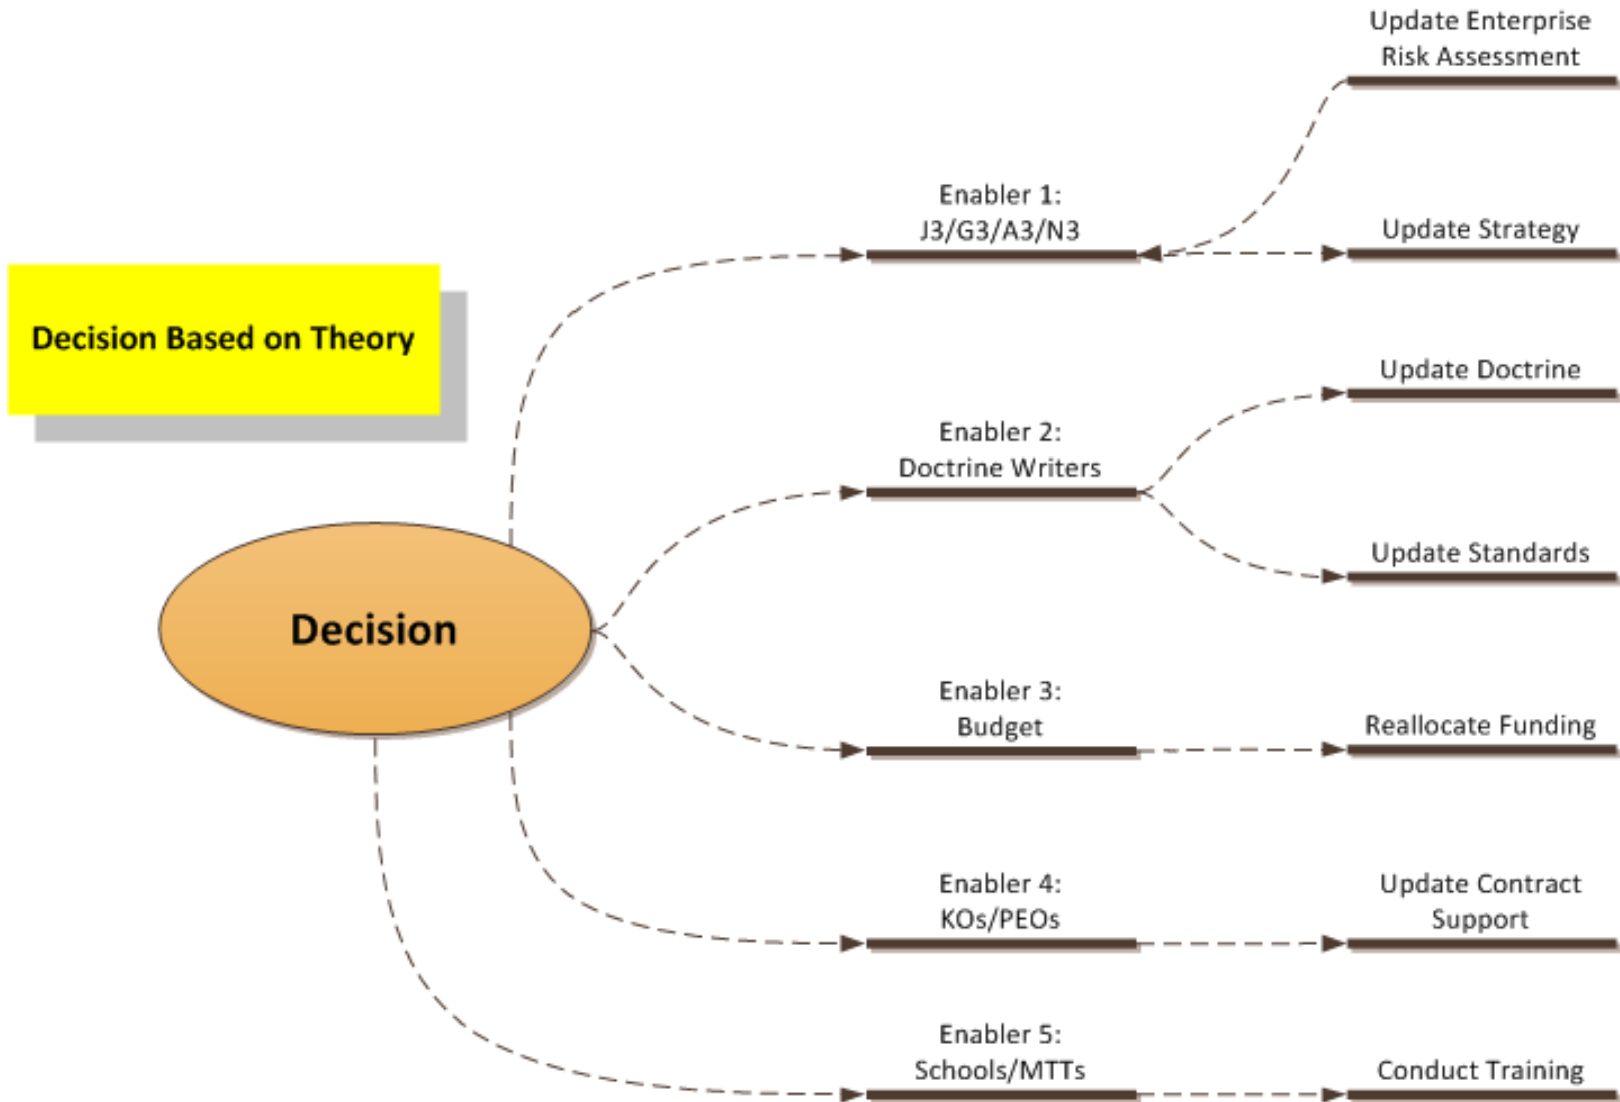 Update Enterprise
Risk Assessment
Enabler 1:
J3/G3/A3/N3
Update Strategy
Decision Based on Theory
Update Doctrine
Enabler 2:
Doctrine Writers
Update Standards
Decision
Enabler 3:
Budget
Reallocate Funding
Enabler 4:
KOs/PEOs
Update Contract
Support
Enabler 5:
Schools/MTTs
Conduct Training